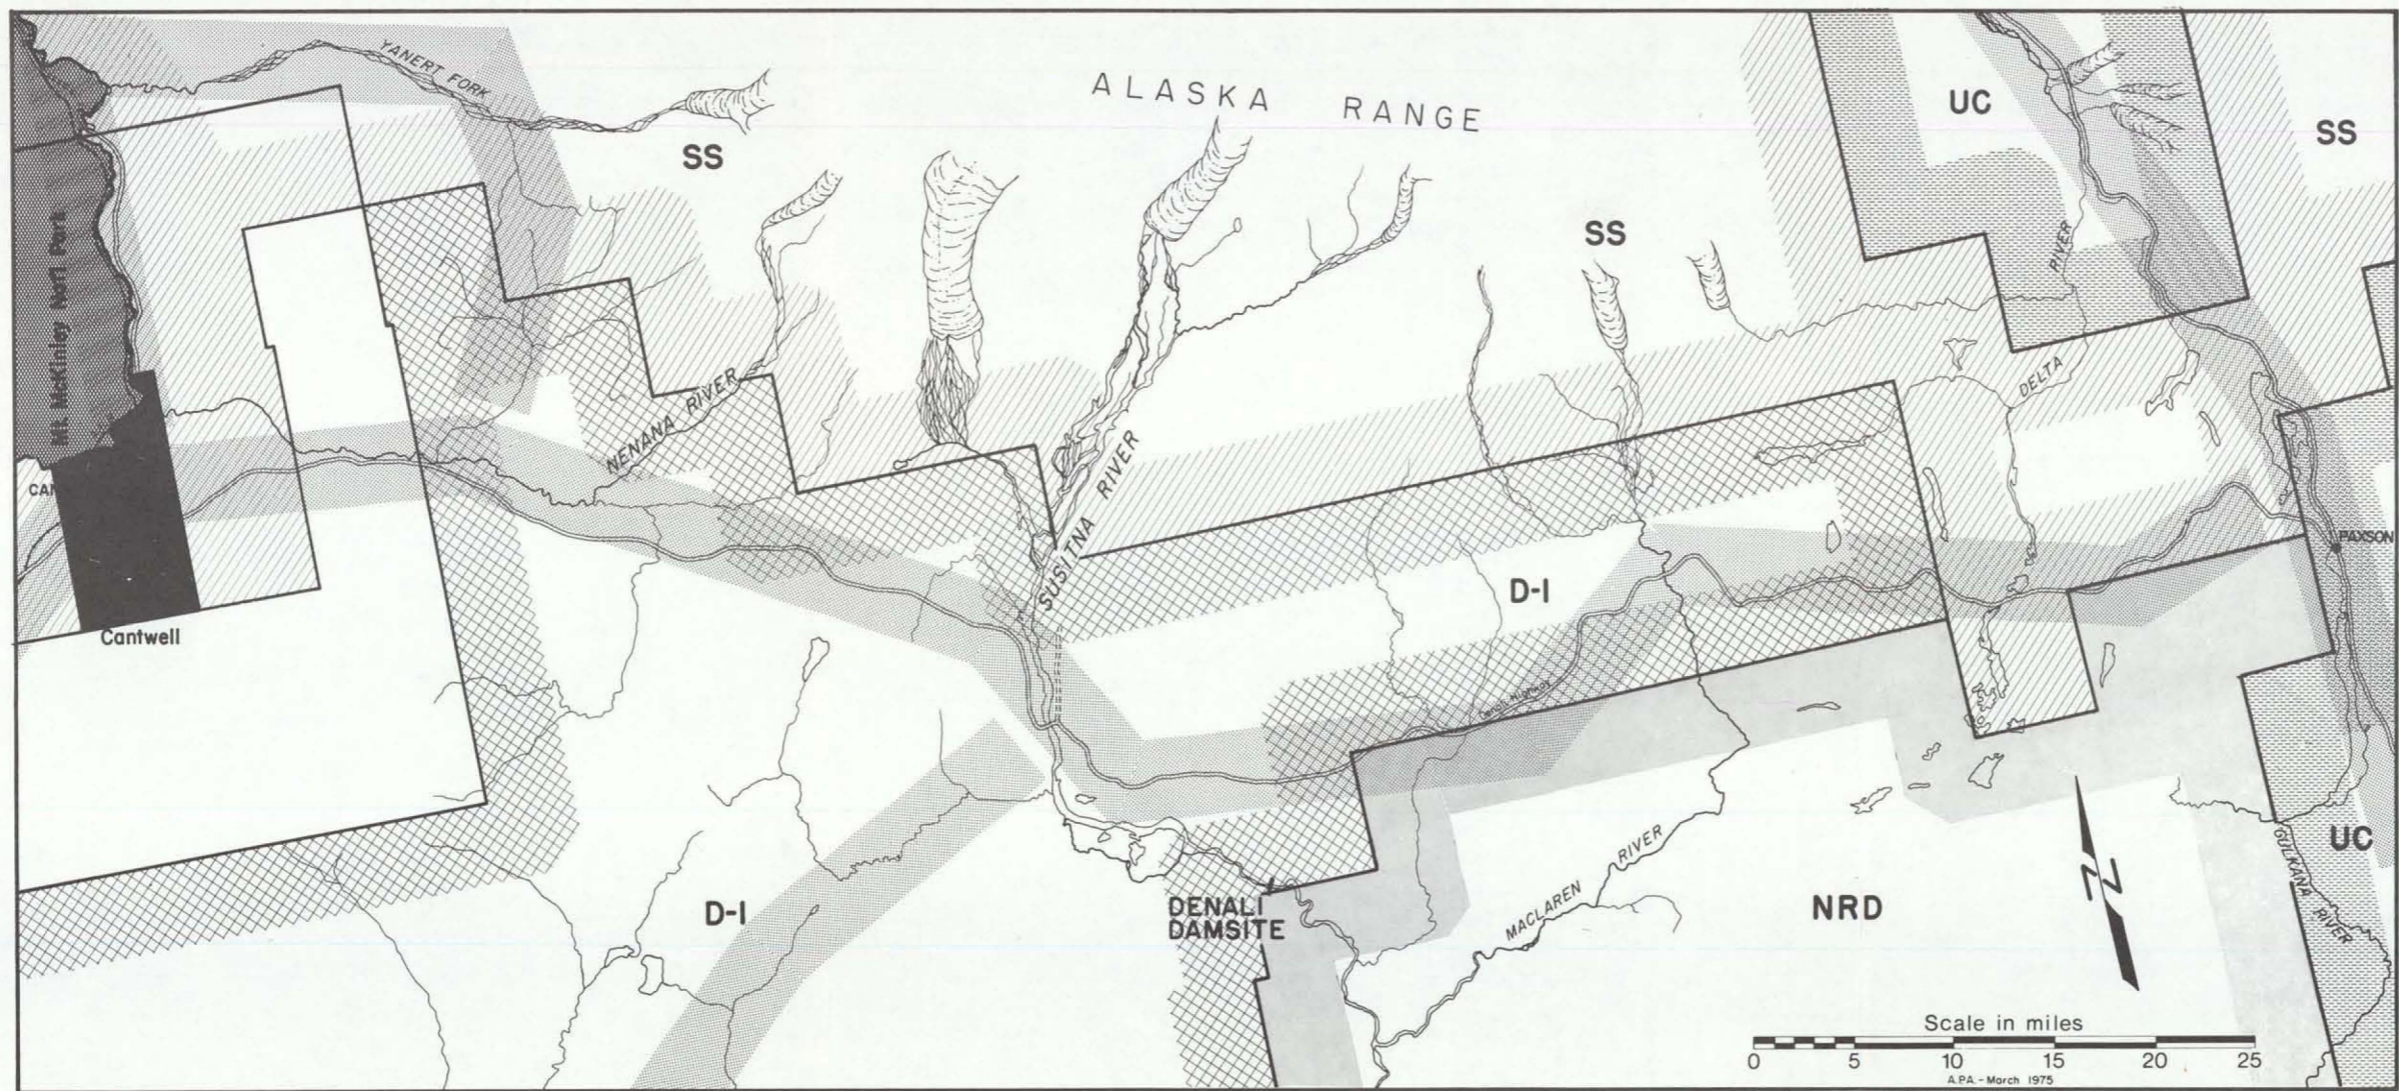 YANERT FORK
ALASKA RANGE
UC
SS
SS
SS
RIVER
DELTA
Mt. McKinley Nat'l Park
NENANA RIVER
SUSITNA RIVER
CAN
PAXSON
D-I
Cantwell
Denali Highway
UC
GULKANA RIVER
MACLAREN RIVER
D-I
DENALI
DAMSITE
NRD
Scale in miles
0 5 10 15 20 25
A.P.A. - March 1975